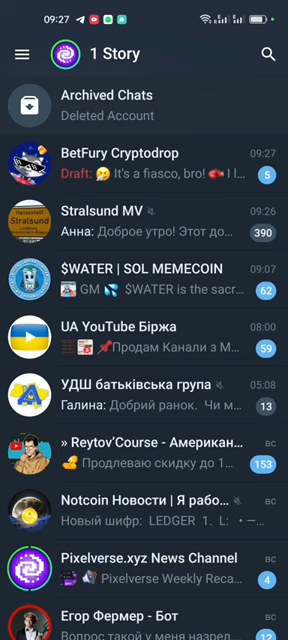 09:27
1 Story
Archived Chats
Deleted Account
BetFury Cryptodrop
09:27
Draft: 🤧 It's a fiasco, bro! 🥊 I l...
5
Stralsund MV
09:26
Анна: Доброе утро! Этот до...
390
Hansestadt
Stralsund
$WATER | SOL MEMECOIN
09:07
GM 💦 $WATER is the sacr...
62
UA YouTube Біржа
08:00
📌Продам Канали з М...
59
УДШ батьківська група
05:08
Галина: Добрий ранок. Чи м...
13
» Reytov’Course - Американ...
вс
Продлеваю скидку до 1...
153
Notcoin Новости | Я рабо...
вс
Новый шифр: LEDGER 1. L: • —...
Pixelverse.xyz News Channel
вс
Pixelverse Weekly Reca...
4
Егор Фермер - Бот
вс
Вопрос такой у меня назрел...
12